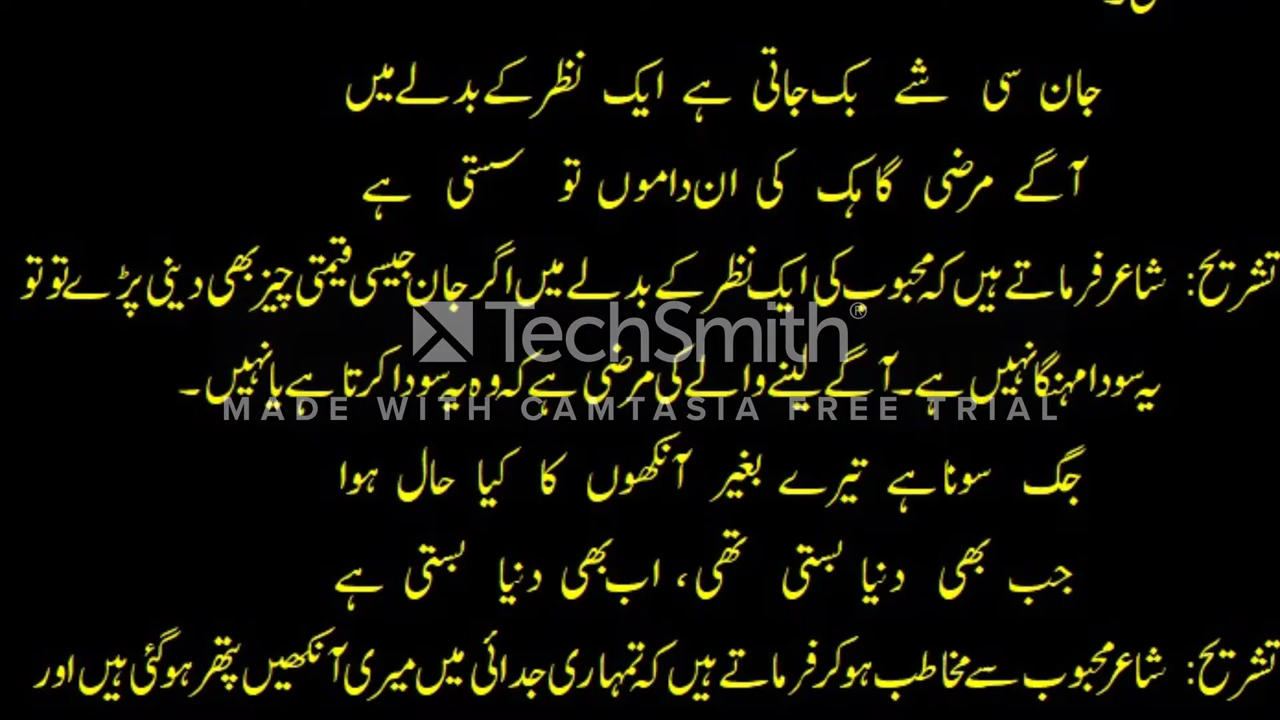 جان سی شے بک جاتی ہے ایک نظر کے بدلے میں
آگے مرضی گاہک کی ان داموں تو سستی ہے
تشریح: شاعر فرماتے ہیں کہ محبوب کی ایک نظر کے بدلے میں اگر جان جیسی قیمتی چیز بھی دینی پڑے تو تو
یہ سودا مہنگا نہیں ہے۔ آگے لینے والے کی مرضی ہے کہ وہ یہ سودا کرتا ہے یا نہیں۔
TechSmith®
MADE WITH CAMTASIA FREE TRIAL
جگ سونا ہے تیرے بغیر آنکھوں کا کیا حال ہوا
جب بھی دنیا بستی تھی، اب بھی دنیا بستی ہے
تشریح: شاعر محبوب سے مخاطب ہو کر فرماتے ہیں کہ تمہاری جدائی میں میری آنکھیں پتھر ہو گئی ہیں اور